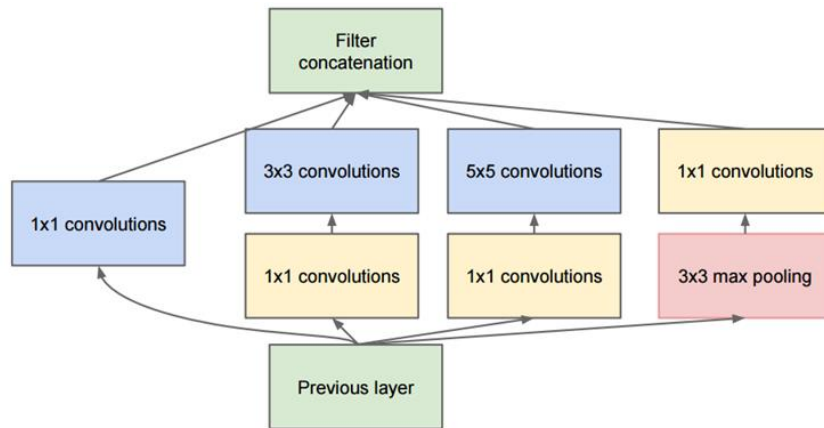 Filter
concatenation
3x3 convolutions
5x5 convolutions
1x1 convolutions
1x1 convolutions
1x1 convolutions
1x1 convolutions
3x3 max pooling
Previous layer